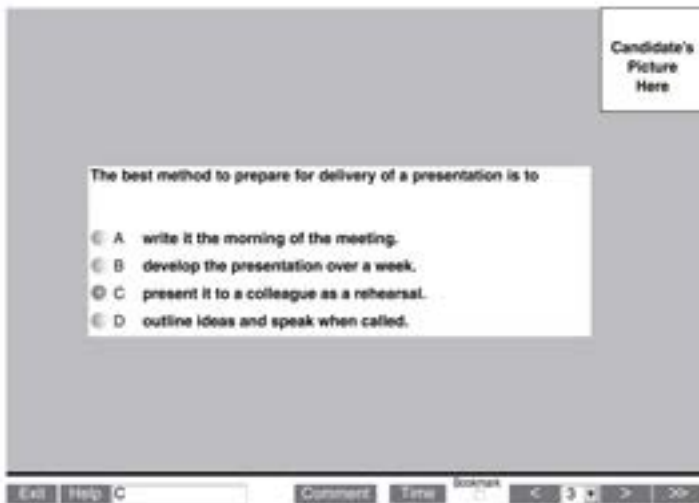 Candidate's
Picture
Here
The best method to prepare for delivery of a presentation is to
A write it the morning of the meeting.
B develop the presentation over a week.
C present it to a colleague as a rehearsal.
D outline ideas and speak when called.
Bookmark
Exit Help C Comment Time < 3 > >>